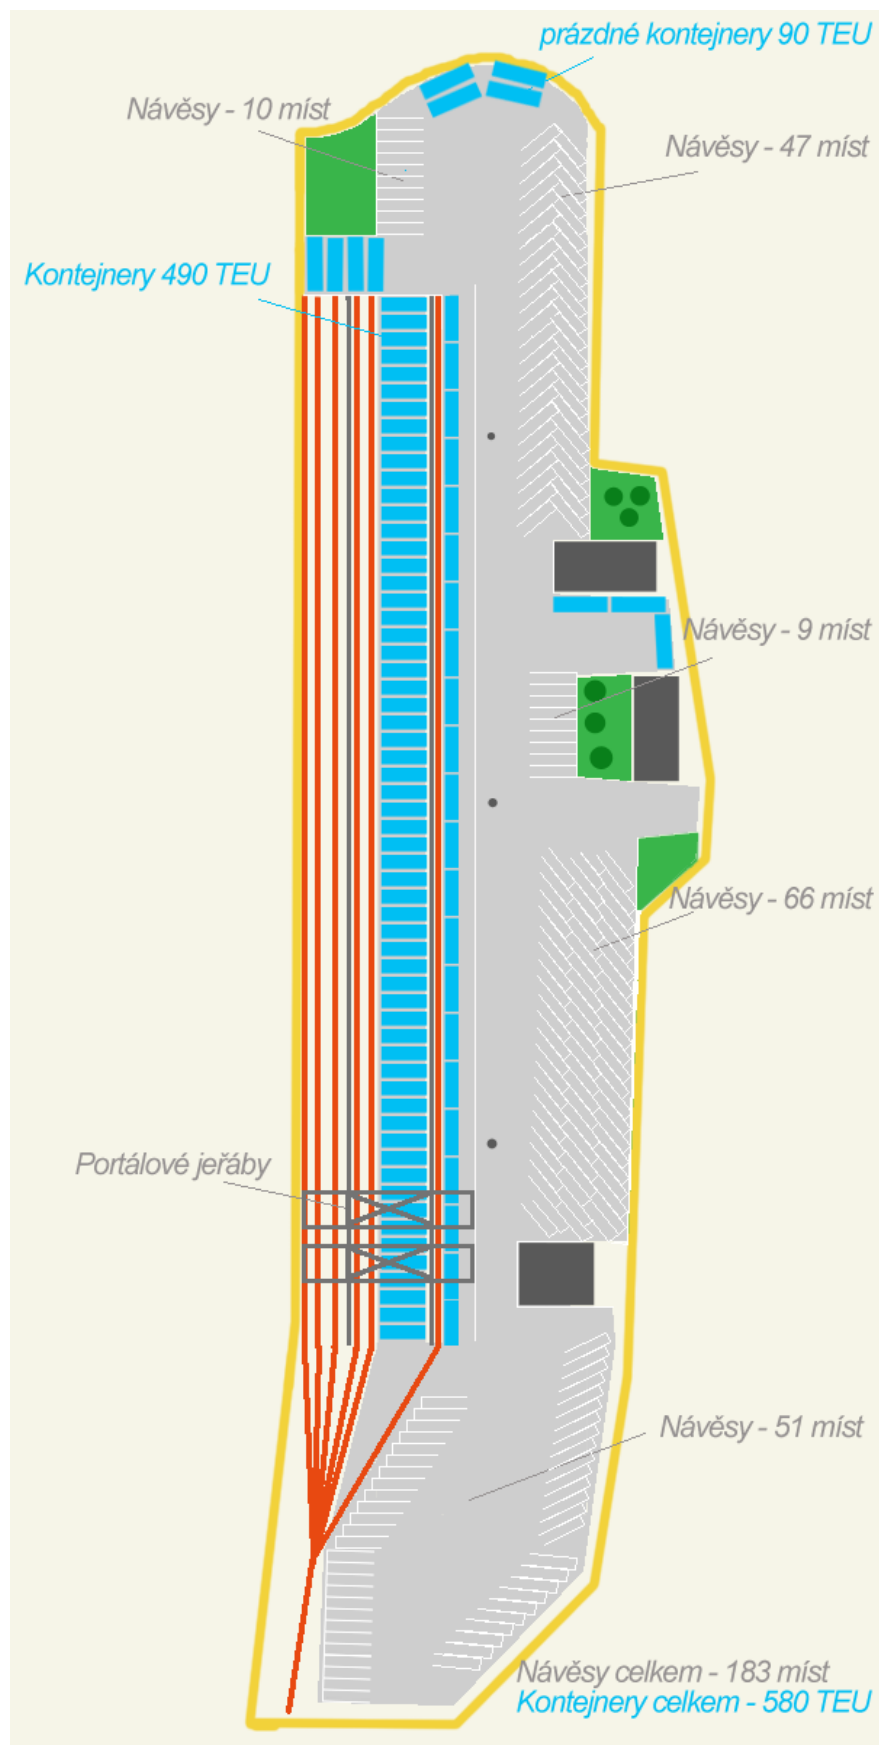 prázdné kontejnery 90 TEU
Návěsy - 10 míst
Návěsy - 47 míst
Kontejnery 490 TEU
Návěsy - 9 míst
Návěsy - 66 míst
Portálové jeřáby
Návěsy - 51 míst
Návěsy celkem - 183 míst
Kontejnery celkem - 580 TEU